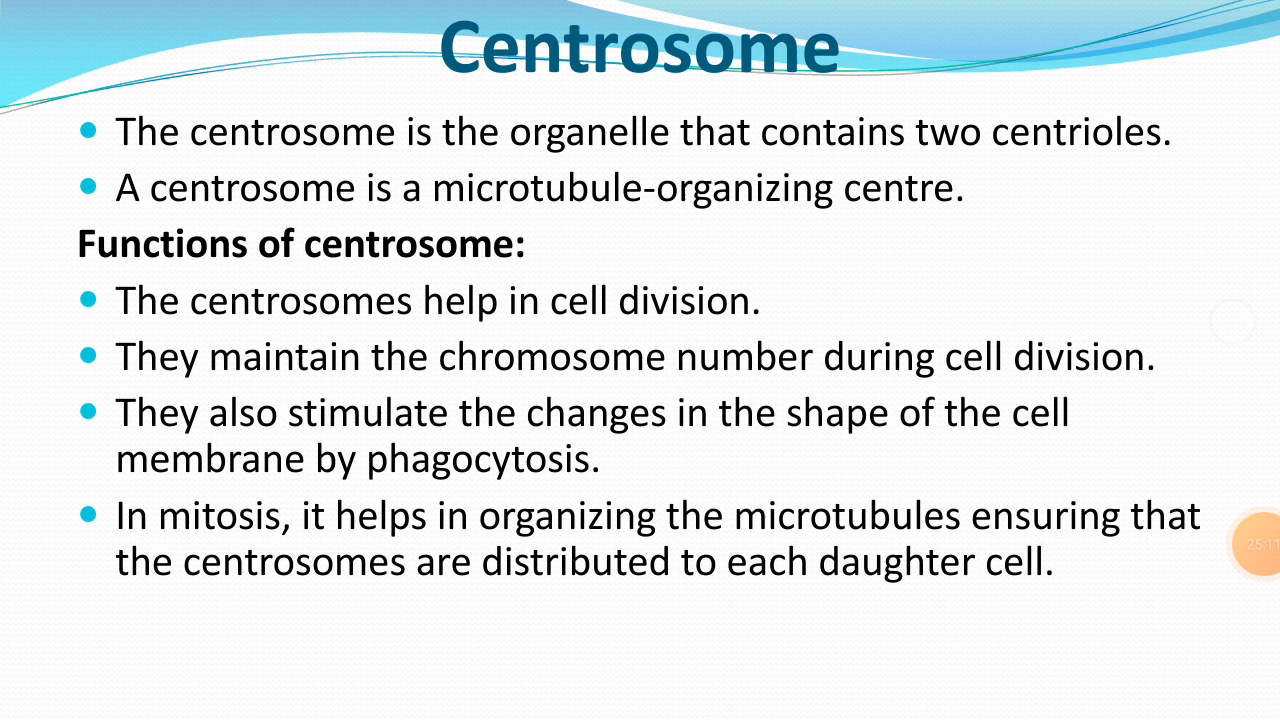 Centrosome
The centrosome is the organelle that contains two centrioles.
A centrosome is a microtubule-organizing centre.
Functions of centrosome:
The centrosomes help in cell division.
They maintain the chromosome number during cell division.
They also stimulate the changes in the shape of the cell
membrane by phagocytosis.
In mitosis, it helps in organizing the microtubules ensuring that
the centrosomes are distributed to each daughter cell.
25:11